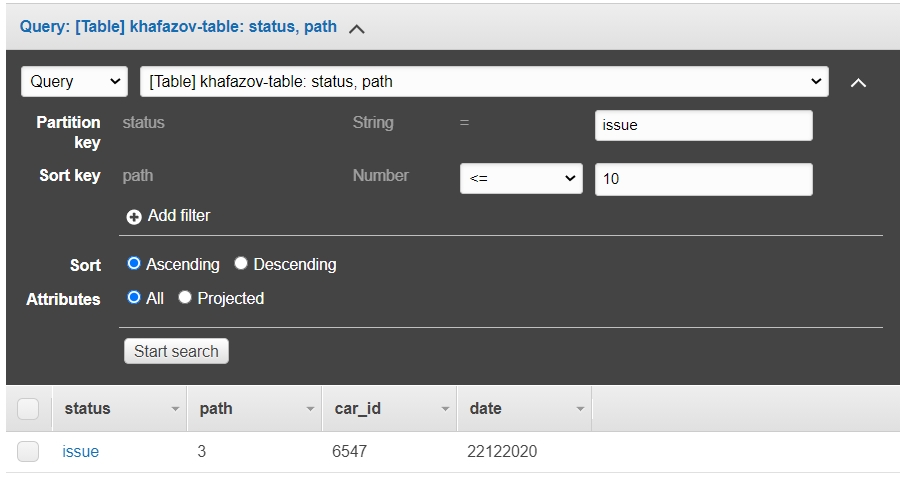 Query: [Table] khafazov-table: status, path
Query [Table] khafazov-table: status, path
Partition key status String = issue
Sort key path Number <= 10
Add filter
Sort Ascending Descending
Attributes All Projected
Start search
status path car_id date
issue 3 6547 22122020